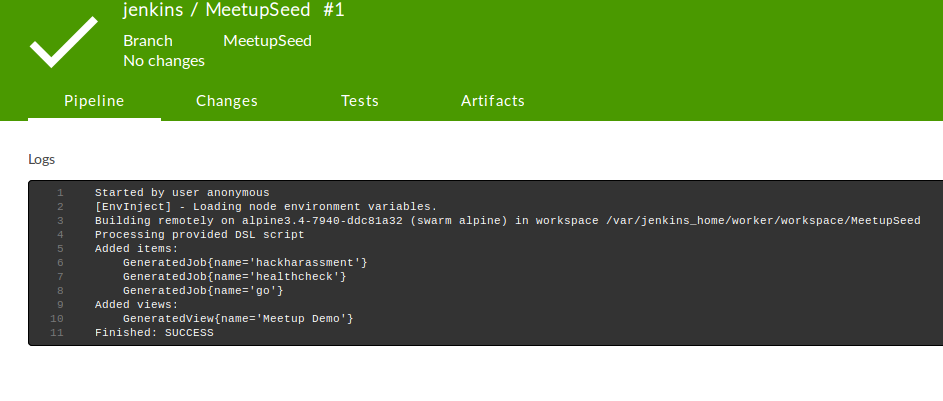 jenkins / MeetupSeed #1
Branch MeetupSeed
No changes
Pipeline Changes Tests Artifacts
Logs
1 Started by user anonymous
2 [EnvInject] - Loading node environment variables.
3 Building remotely on alpine3.4-7940-ddc81a32 (swarm alpine) in workspace /var/jenkins_home/worker/workspace/MeetupSeed
4 Processing provided DSL script
5 Added items:
6 GeneratedJob{name='hackharassment'}
7 GeneratedJob{name='healthcheck'}
8 GeneratedJob{name='go'}
9 Added views:
10 GeneratedView{name='Meetup Demo'}
11 Finished: SUCCESS